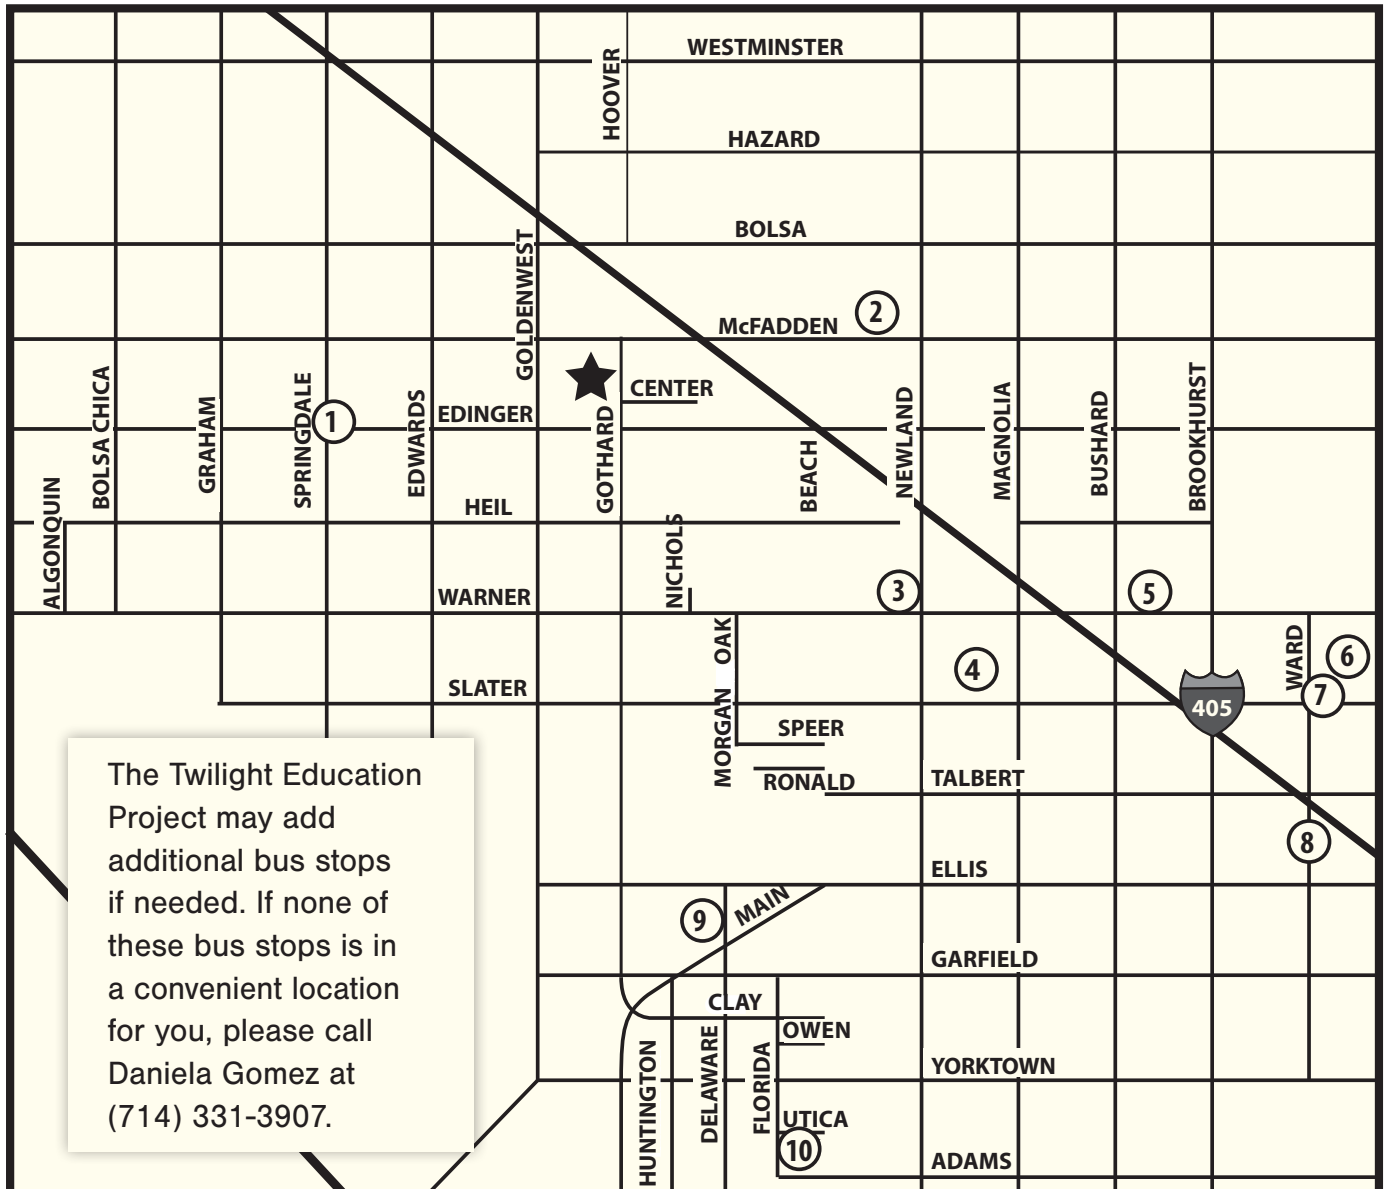 WESTMINSTER
HOOVER
HAZARD
BOLSA
GOLDENWEST
2
McFADDEN
CENTER
BOLSA CHICA
GRAHAM
SPRINGDALE
1
EDWARDS
EDINGER
GOTHARD
BEACH
NEWLAND
MAGNOLIA
BUSHARD
BROOKHURST
ALGONQUIN
HEIL
NICHOLS
WARNER
3
5
OAK
WARD
6
4
7
SLATER
MORGAN
405
SPEER
RONALD
TALBERT
8
ELLIS
9
MAIN
GARFIELD
CLAY
OWEN
HUNTINGTON
DELAWARE
FLORIDA
YORKTOWN
UTICA
10
ADAMS
The Twilight Education
Project may add
additional bus stops
if needed. If none of
these bus stops is in
a convenient location
for you, please call
Daniela Gomez at
(714) 331-3907.